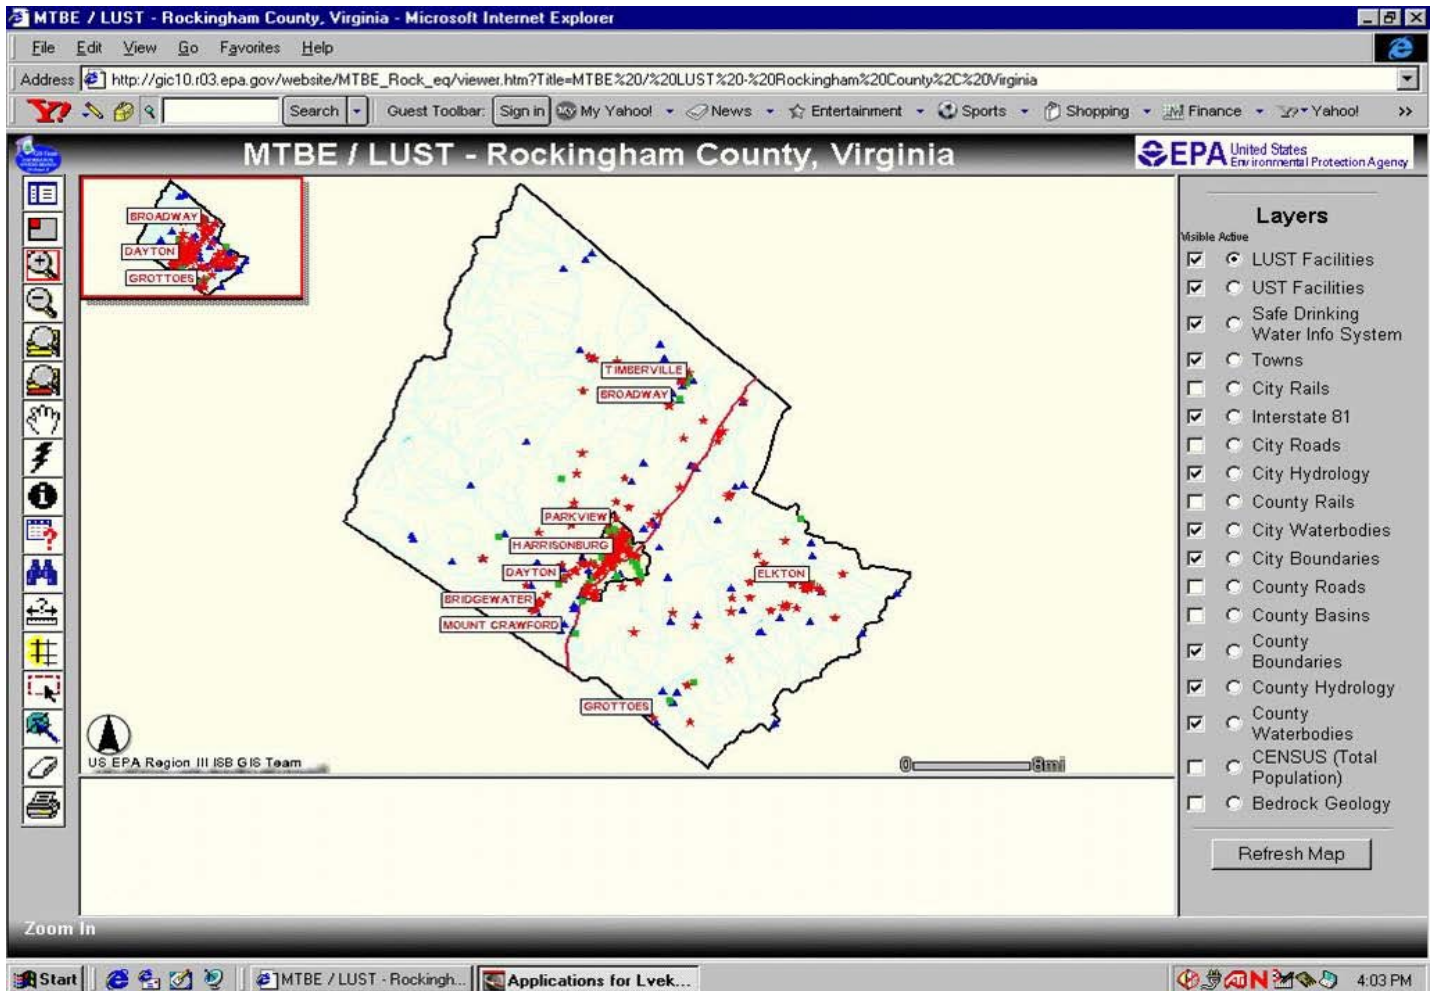 MTBE / LUST - Rockingham County, Virginia - Microsoft Internet Explorer
File Edit View Go Favorites Help
Address http://gic10.r03.epa.gov/website/MTBE_Rock_eq/viewer.htm?Title=MTBE%20/%20LUST%20-%20Rockingham%20County%2C%20Virginia
Y! Search Guest Toolbar: Sign in My Yahoo! News Entertainment Sports Shopping Finance Yahoo! >>
MTBE / LUST - Rockingham County, Virginia
EPA United States
Environmental Protection Agency
BROADWAY
DAYTON
GROTTOES
TIMBERVILLE
BROADWAY
PARKVIEW
HARRISONBURG
DAYTON
ELKTON
BRIDGEWATER
MOUNT CRAWFORD
GROTTOES
US EPA Region III ISB GIS Team
0 8mi
Layers
Visible Active
LUST Facilities
UST Facilities
Safe Drinking
Water Info System
Towns
City Rails
Interstate 81
City Roads
City Hydrology
County Rails
City Waterbodies
City Boundaries
County Roads
County Basins
County
Boundaries
County Hydrology
County
Waterbodies
CENSUS (Total
Population)
Bedrock Geology
Refresh Map
Zoom In
Start MTBE / LUST - Rockingh... Applications for Lvek... 4:03 PM